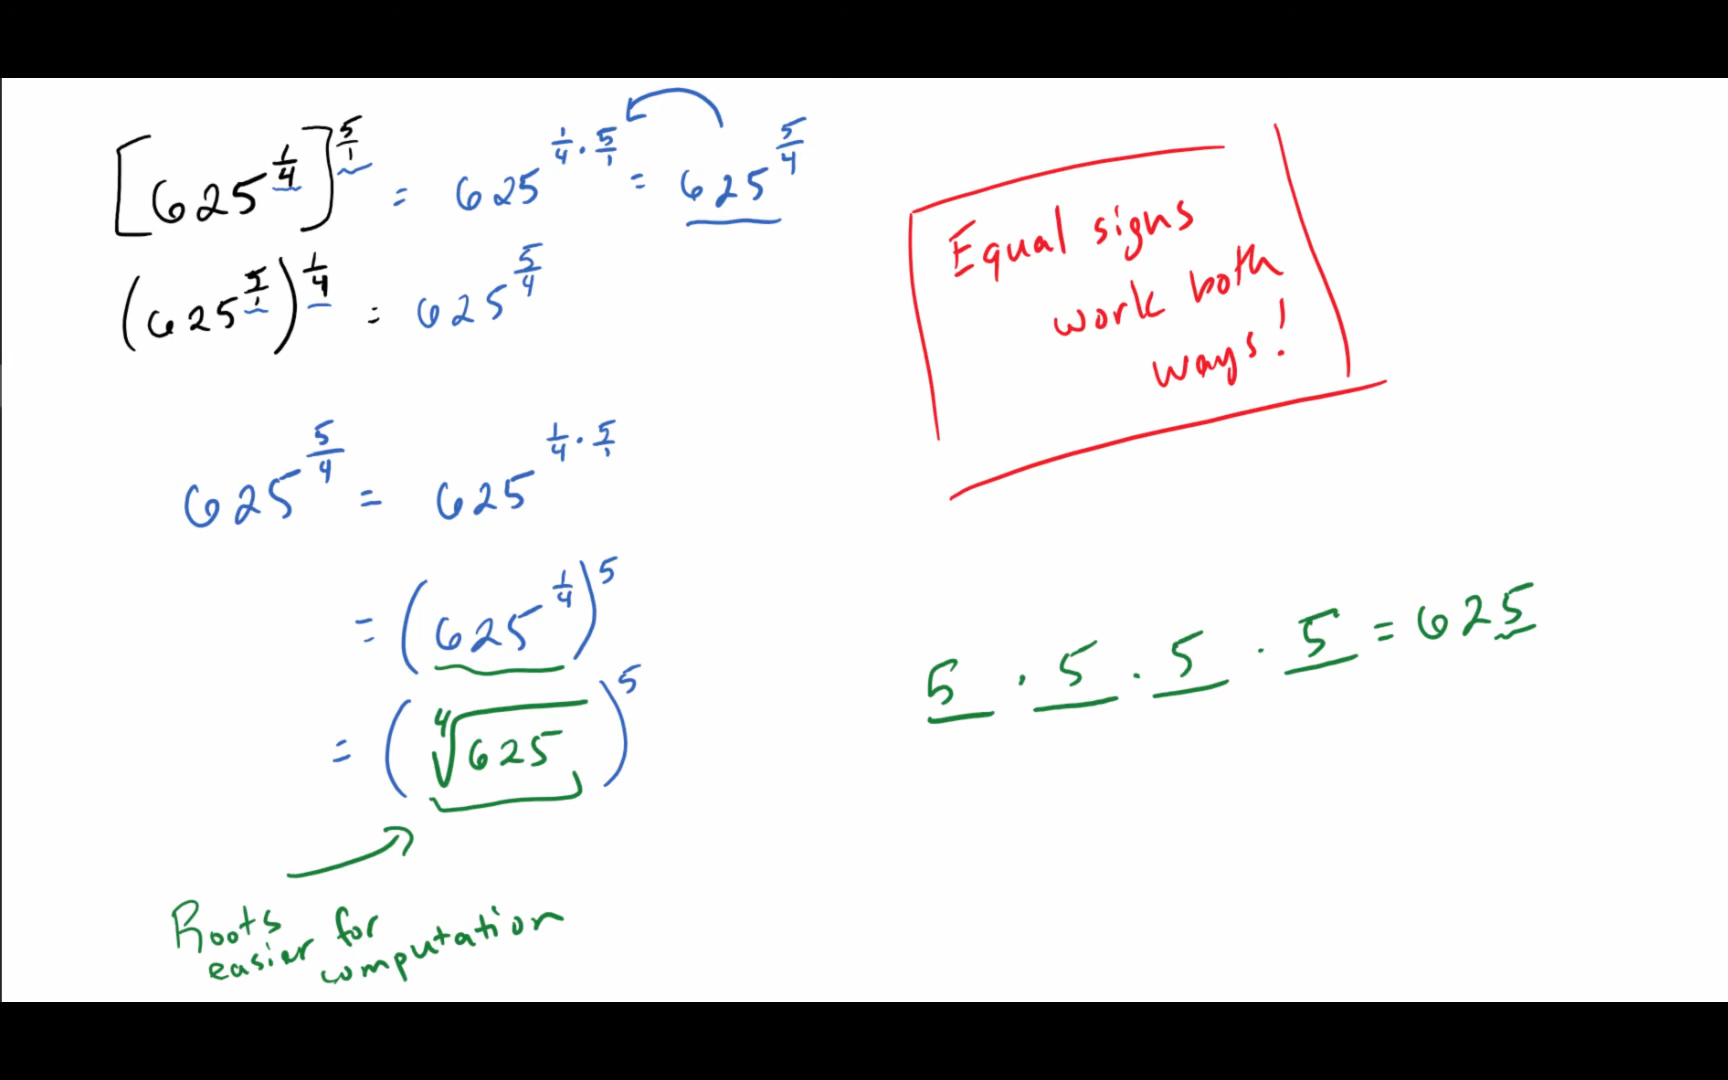 [625^(1/4)]^(5/1) = 625^(1/4 · 5/1) = 625^(5/4)
(625^(5/1))^(1/4) = 625^(5/4)
Equal signs
work both
ways!
625^(5/4) = 625^(1/4 · 5/1)
= (625^(1/4))^5
= (∜625)^5
5 · 5 · 5 · 5 = 625
Roots
easier for
computation